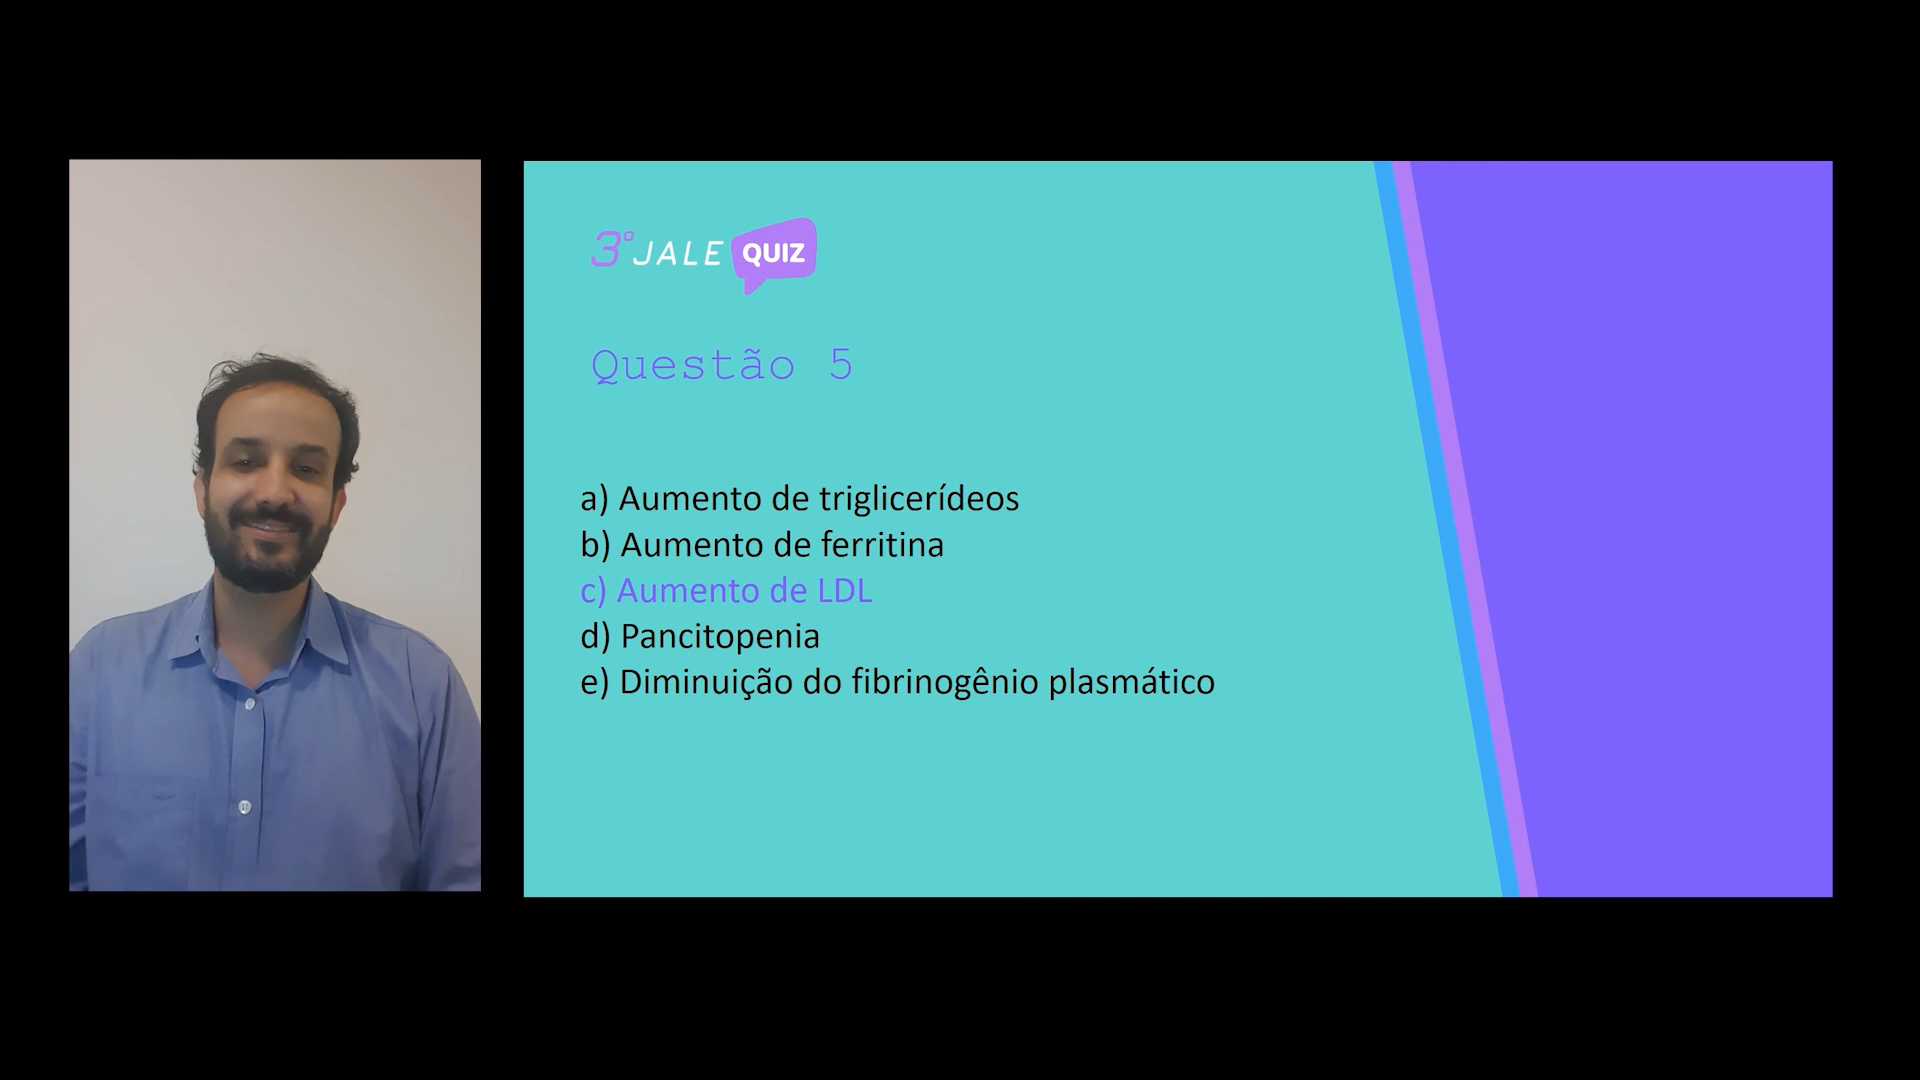 3º JALE QUIZ
Questão 5
a) Aumento de triglicerídeos
b) Aumento de ferritina
c) Aumento de LDL
d) Pancitopenia
e) Diminuição do fibrinogênio plasmático